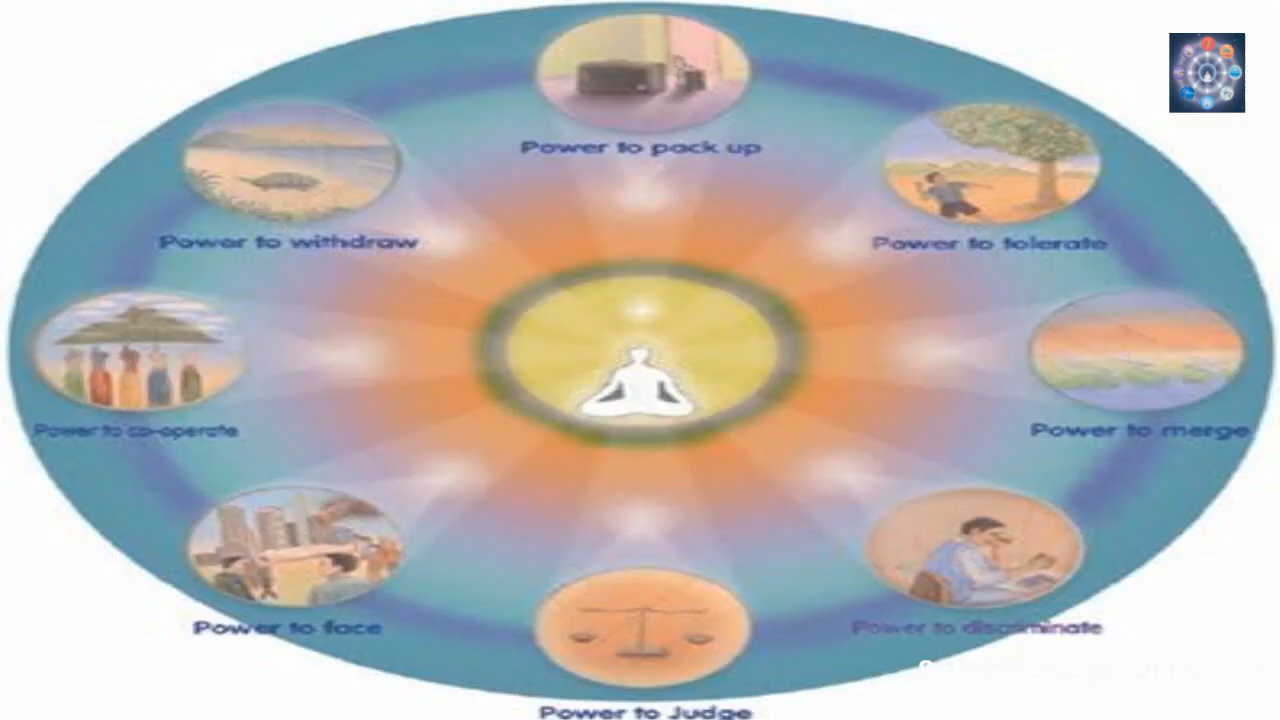 Power to pack up
Power to withdraw
Power to tolerate
Power to co-operate
Power to merge
Power to face
Power to discriminate
Power to Judge